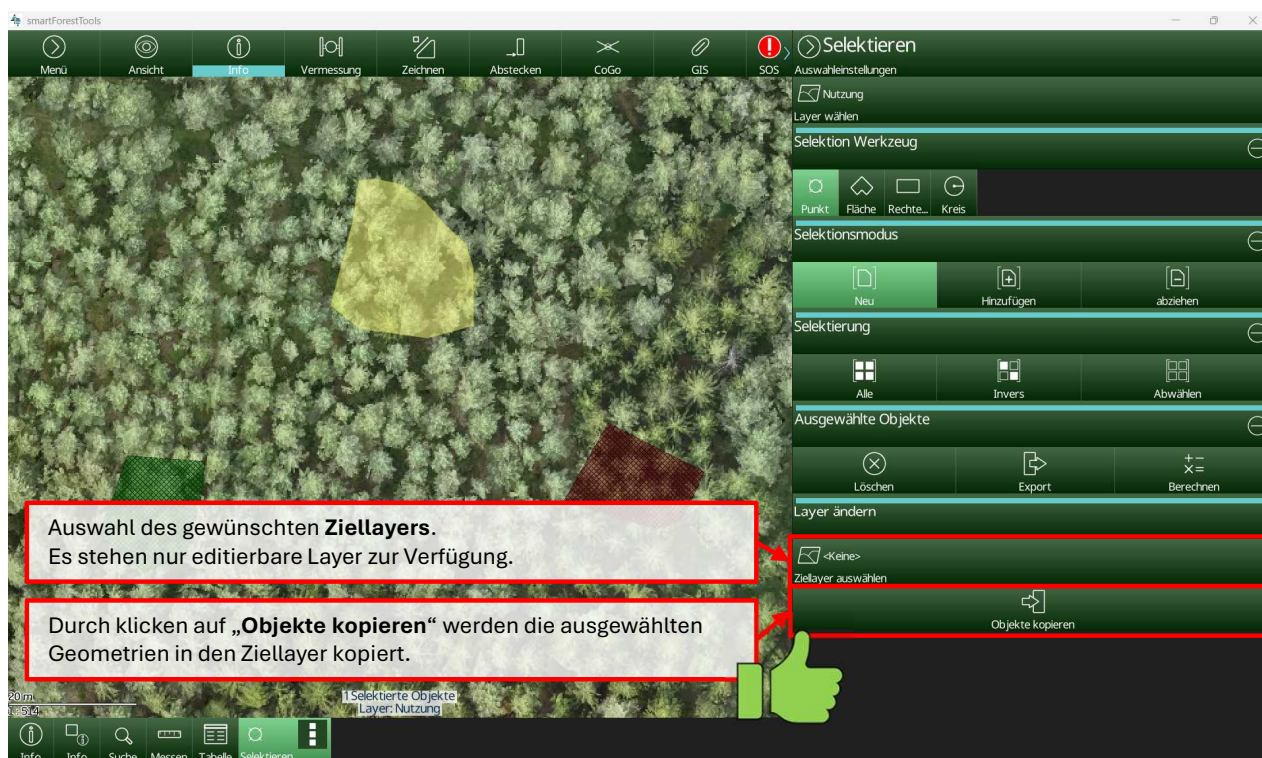 smartForestTools
Menü
Ansicht
Info
Vermessung
Zeichnen
Abstecken
CoGo
GIS
SOS
Selektieren
Auswahleinstellungen
Nutzung
Layer wählen
Selektion Werkzeug
Punkt
Fläche
Rechte...
Kreis
Selektionsmodus
Neu
Hinzufügen
abziehen
Selektierung
Alle
Invers
Abwählen
Ausgewählte Objekte
Löschen
Export
Berechnen
Layer ändern
<Keine>
Ziellayer auswählen
Objekte kopieren
Auswahl des gewünschten Ziellayers.
Es stehen nur editierbare Layer zur Verfügung.
Durch klicken auf „Objekte kopieren“ werden die ausgewählten
Geometrien in den Ziellayer kopiert.
20 m
1 : 514
1 Selektierte Objekte
Layer: Nutzung
Info
Info
Suche
Messen
Tabelle
Selektieren